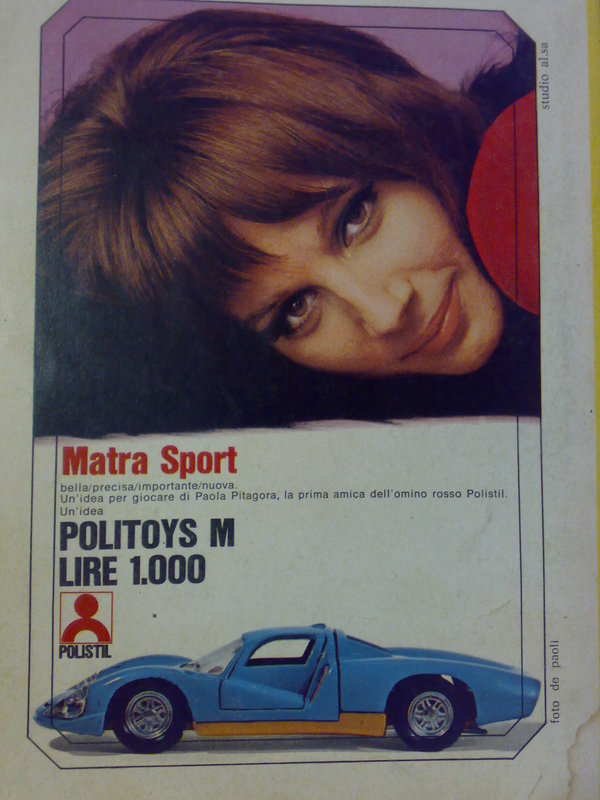 studio al.sa
Matra Sport
bella/precisa/importante/nuova.
Un'idea per giocare di Paola Pitagora, la prima amica dell'omino rosso Polistil.
Un'idea
POLITOYS M
LIRE 1.000
POLISTIL
foto de paoli